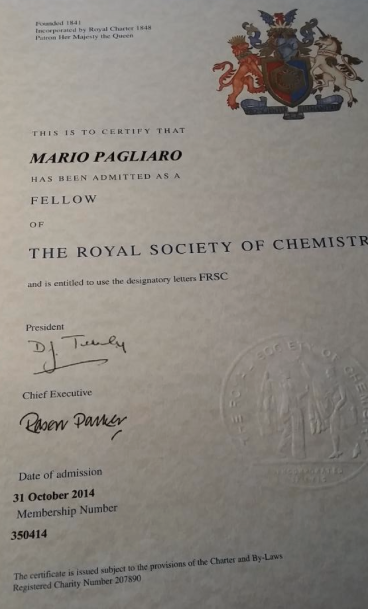 Founded 1841
Incorporated by Royal Charter 1848
Patron Her Majesty the Queen
THIS IS TO CERTIFY THAT
MARIO PAGLIARO
HAS BEEN ADMITTED AS A
FELLOW
OF
THE ROYAL SOCIETY OF CHEMISTR
and is entitled to use the designatory letters FRSC
President
Chief Executive
Date of admission
31 October 2014
Membership Number
350414
The certificate is issued subject to the provisions of the Charter and By-Laws
Registered Charity Number 207890